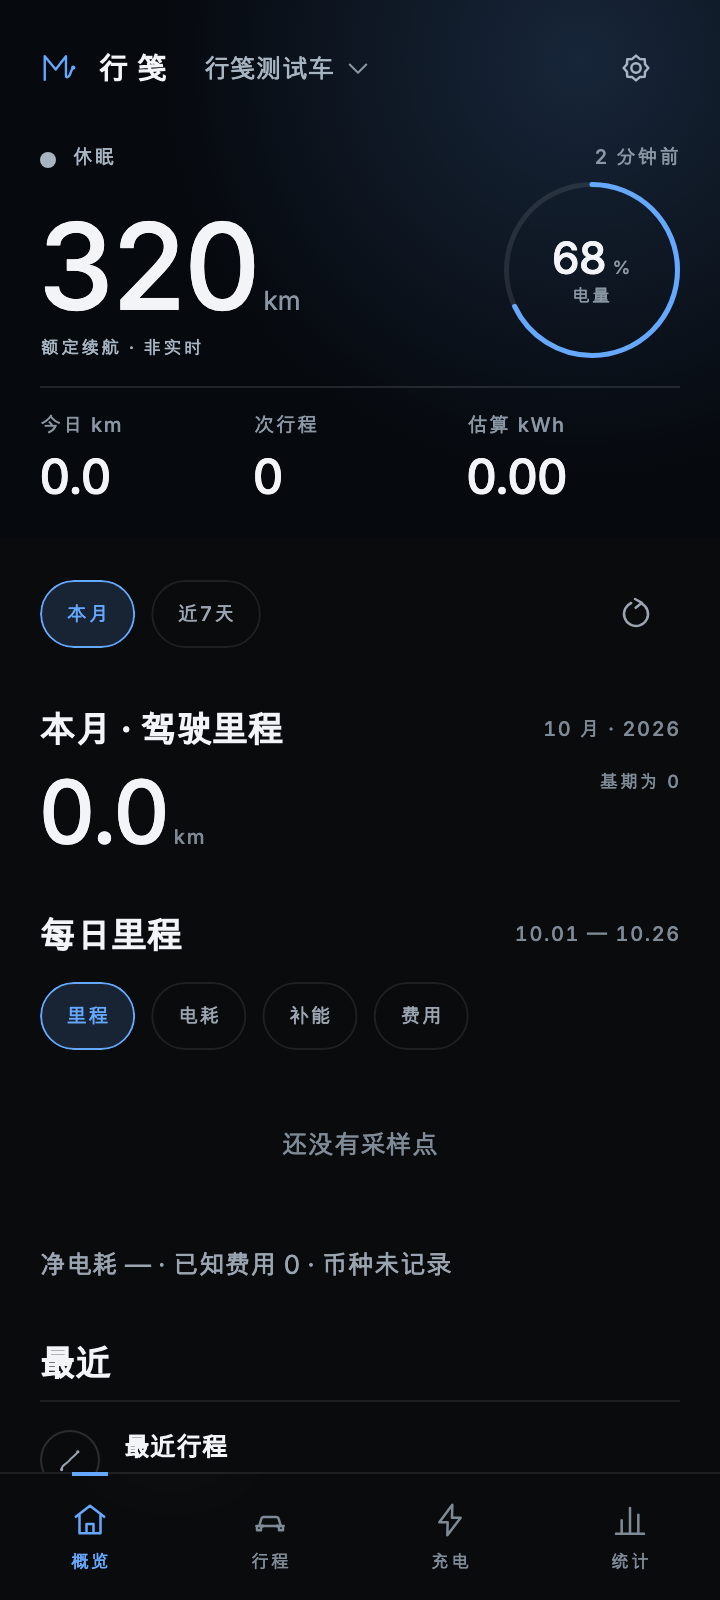 行笺 行笺测试车
休眠 2 分钟前
320 km
68 %
电量
额定续航 · 非实时
今日 km 次行程 估算 kWh
0.0 0 0.00
本月 近7天
本月 · 驾驶里程 10 月 · 2026
0.0 km 基期为 0
每日里程 10.01 — 10.26
里程 电耗 补能 费用
还没有采样点
净电耗 — · 已知费用 0 · 币种未记录
最近
最近行程
概览 行程 充电 统计